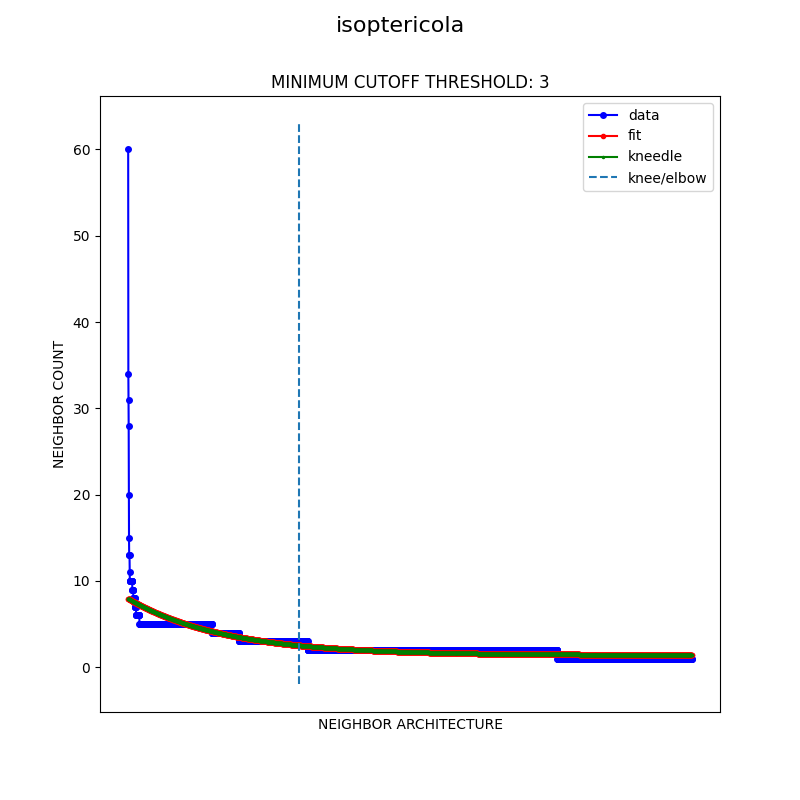 isoptericola
MINIMUM CUTOFF THRESHOLD: 3
data
fit
kneedle
knee/elbow
60
50
40
30
20
10
0
NEIGHBOR COUNT
NEIGHBOR ARCHITECTURE